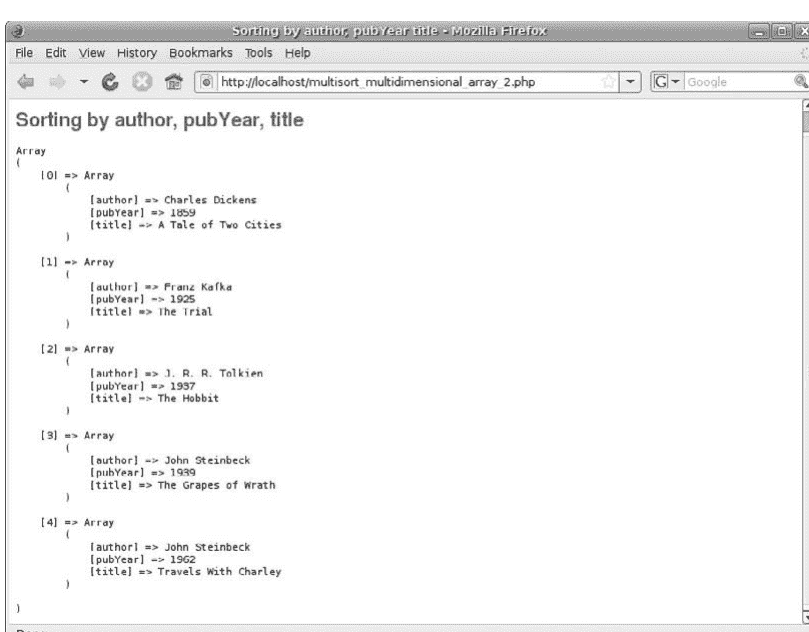 Sorting by author, pubYear title - Mozilla Firefox
File Edit View History Bookmarks Tools Help
http://localhost/multisort_multidimensional_array_2.php
G Google
Sorting by author, pubYear, title
Array
(
[0] => Array
(
[author] => Charles Dickens
[pubYear] => 1859
[title] => A Tale of Two Cities
)
[1] => Array
(
[author] => Franz Kafka
[pubYear] => 1925
[title] => The Trial
)
[2] => Array
(
[author] => J. R. R. Tolkien
[pubYear] => 1937
[title] => The Hobbit
)
[3] => Array
(
[author] => John Steinbeck
[pubYear] => 1939
[title] => The Grapes of Wrath
)
[4] => Array
(
[author] => John Steinbeck
[pubYear] => 1962
[title] => Travels With Charley
)
)